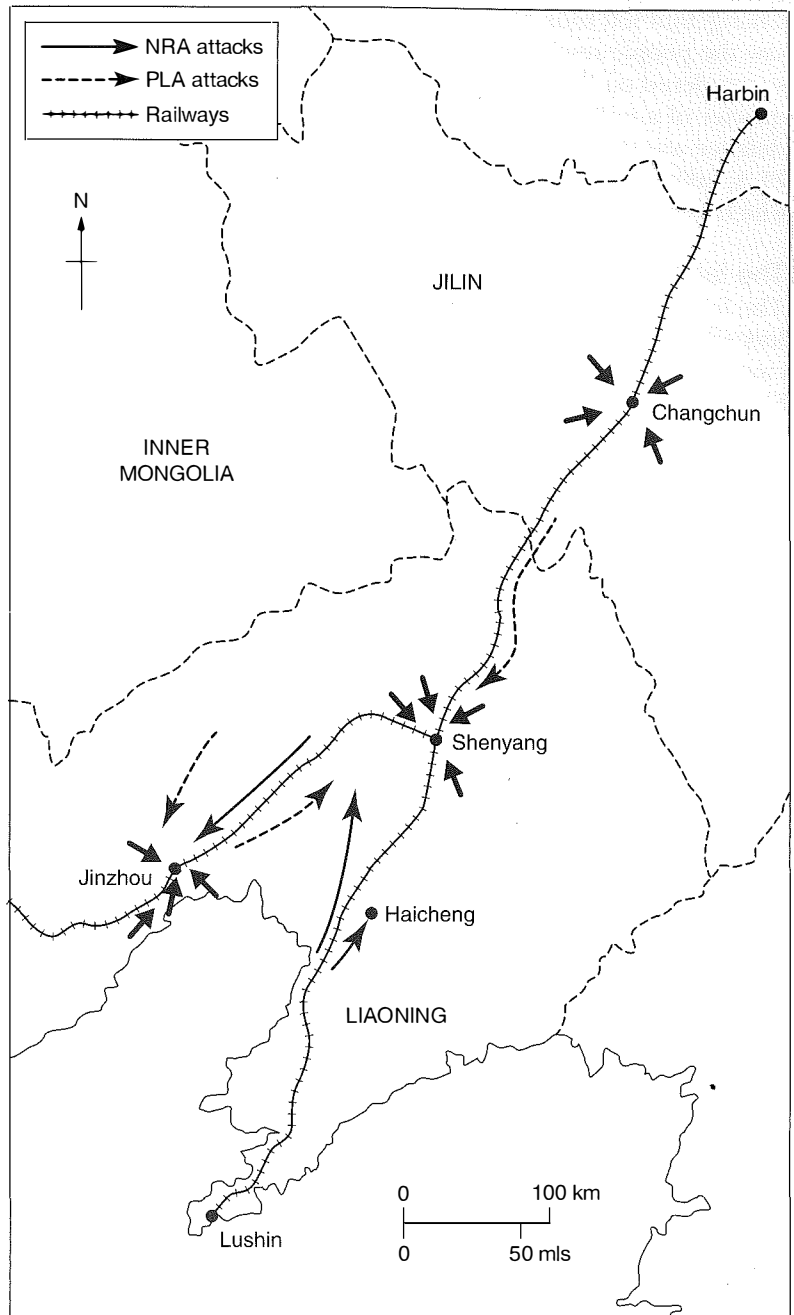 NRA attacks
PLA attacks
Railways
Harbin
N
JILIN
Changchun
INNER
MONGOLIA
Shenyang
Jinzhou
Haicheng
LIAONING
0 100 km
0 50 mls
Lushin